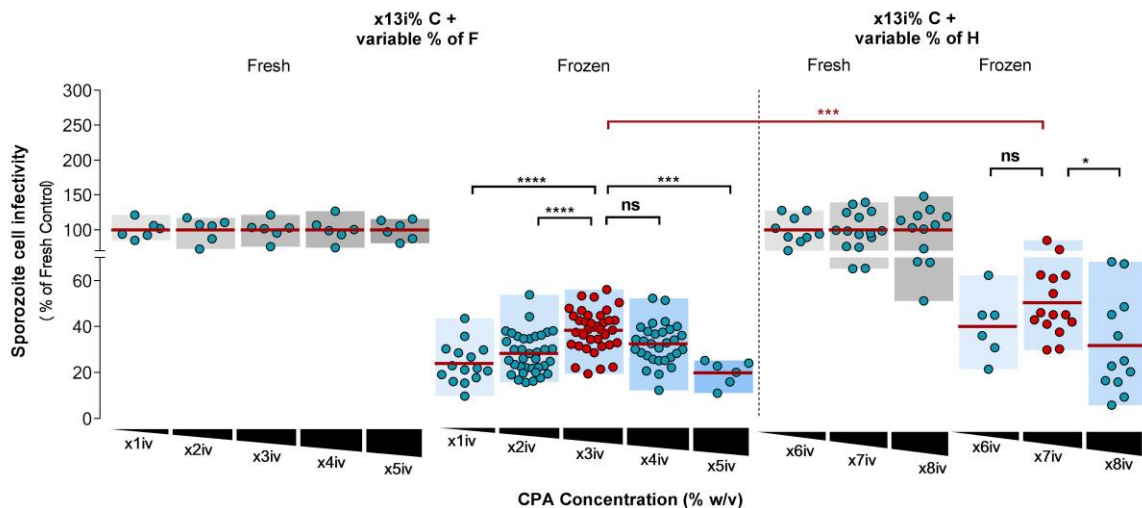 x13i% C +
variable % of F
x13i% C +
variable % of H
Fresh
Frozen
Fresh
Frozen
Sporozoite cell infectivity
( % of Fresh Control)
300
250
200
150
100
60
40
20
0
****
****
ns
***
***
ns
*
x1iv
x2iv
x3iv
x4iv
x5iv
x1iv
x2iv
x3iv
x4iv
x5iv
x6iv
x7iv
x8iv
x6iv
x7iv
x8iv
CPA Concentration (% w/v)